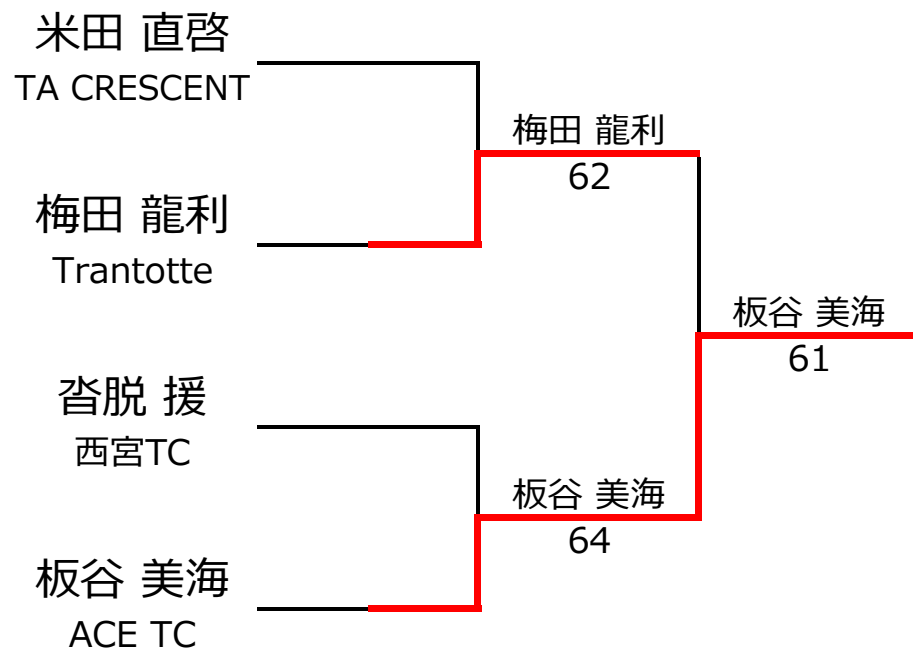 米田 直啓
TA CRESCENT
梅田 龍利
62
梅田 龍利
Trantotte
板谷 美海
61
沓脱 援
西宮TC
板谷 美海
64
板谷 美海
ACE TC